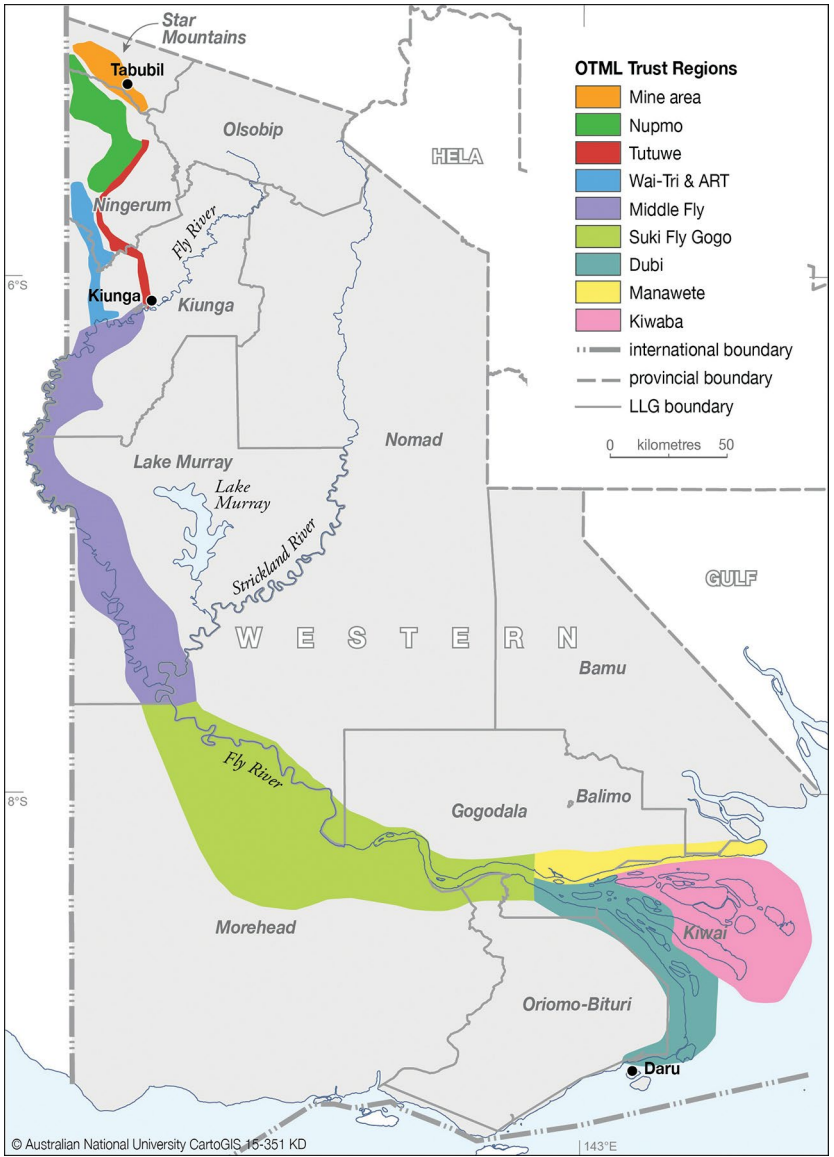 Star
Mountains
Tabubil
Olsobip
HELA
Ningerum
Fly River
Kiunga
Kiunga
6°S
Nomad
Lake Murray
Lake
Murray
Strickland River
GULF
WESTERN
Bamu
Fly River
8°S
Gogodala
Balimo
Morehead
Kiwai
Oriomo-Bituri
Daru
143°E
OTML Trust Regions
Mine area
Nupmo
Tutuwe
Wai-Tri & ART
Middle Fly
Suki Fly Gogo
Dubi
Manawete
Kiwaba
international boundary
provincial boundary
LLG boundary
0 kilometres 50
© Australian National University CartoGIS 15-351 KD